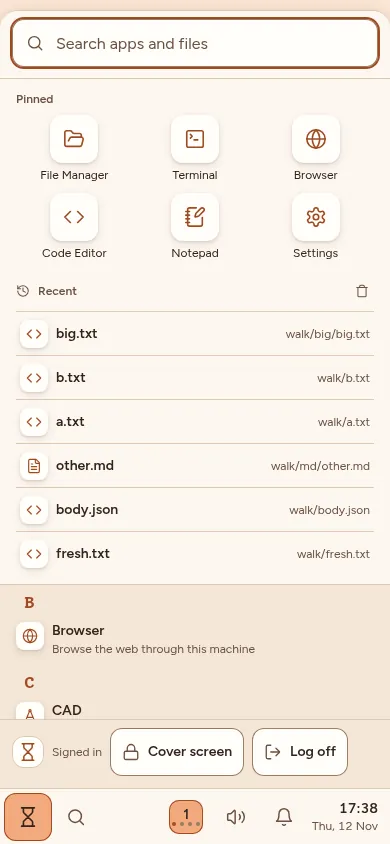 Search apps and files
Pinned
File Manager Terminal Browser
Code Editor Notepad Settings
Recent
big.txt walk/big/big.txt
b.txt walk/b.txt
a.txt walk/a.txt
other.md walk/md/other.md
body.json walk/body.json
fresh.txt walk/fresh.txt
B
Browser
Browse the web through this machine
C
CAD
Signed in Cover screen Log off
1 17:38
Thu, 12 Nov